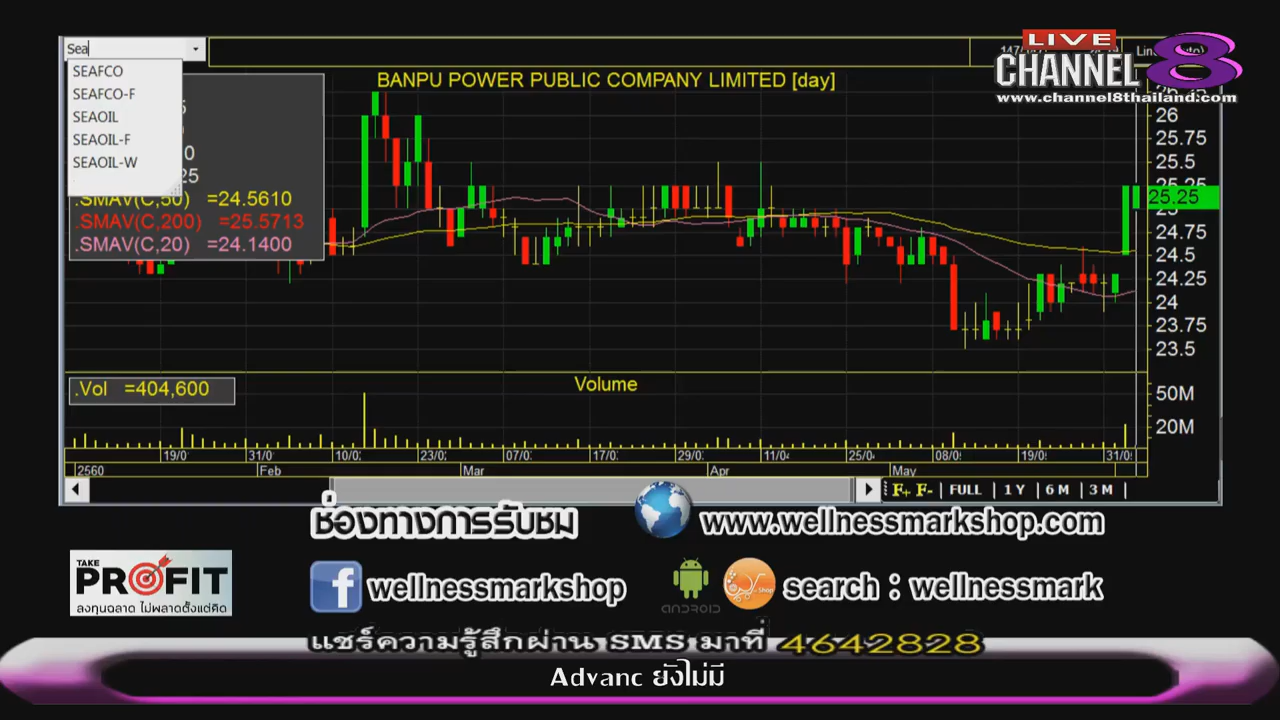 Sea
SEAFCO
SEAFCO-F
SEAOIL
SEAOIL-F
SEAOIL-W
LIVE
CHANNEL 8
www.channel8thailand.com
BANPU POWER PUBLIC COMPANY LIMITED [day]
.SMAV(C,50) =24.5610
.SMAV(C,200) =25.5713
.SMAV(C,20) =24.1400
26
25.75
25.5
25.25
25.25
25
24.75
24.5
24.25
24
23.75
23.5
.Vol =404,600
Volume
50M
20M
19/0 31/0 10/0 23/0 07/0 17/0 29/0 11/0 25/0 08/0 19/0 31/0
2560 Feb Mar Apr May
F+ F- FULL 1 Y 6 M 3 M
ช่องทางการรับชม
www.wellnessmarkshop.com
TAKE
PROFIT
ลงทุนฉลาด ไม่พลาดตั้งแต่คิด
wellnessmarkshop
ANDROID
Shop
search : wellnessmark
แชร์ความรู้สึกผ่าน SMS มาที่ 4642828
Advanc ยังไม่มี